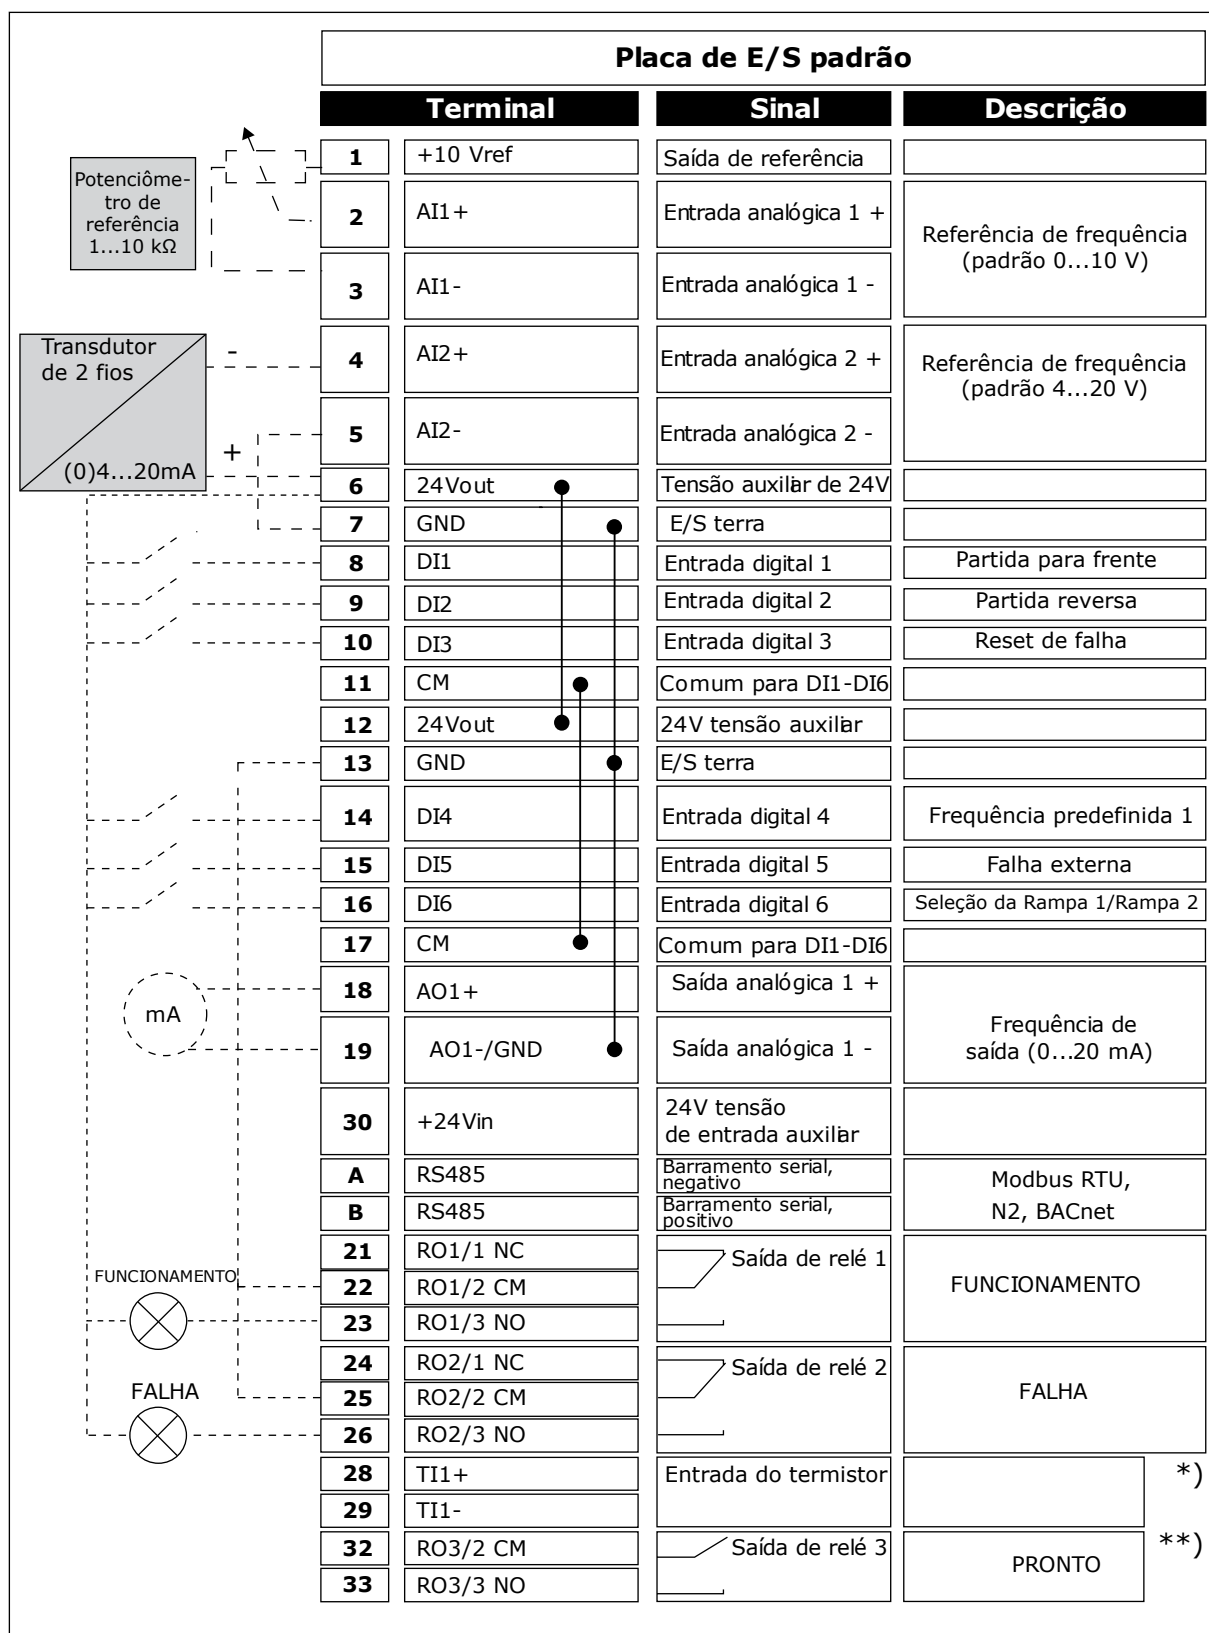 Placa de E/S padrão
Terminal Sinal Descrição
Potenciôme-
tro de
referência
1...10 kΩ
1 +10 Vref Saída de referência
2 AI1+ Entrada analógica 1 +
Referência de frequência
(padrão 0...10 V)
3 AI1- Entrada analógica 1 -
Transdutor
de 2 fios
-
+
(0)4...20mA
4 AI2+ Entrada analógica 2 +
Referência de frequência
(padrão 4...20 V)
5 AI2- Entrada analógica 2 -
6 24Vout Tensão auxiliar de 24V
7 GND E/S terra
8 DI1 Entrada digital 1 Partida para frente
9 DI2 Entrada digital 2 Partida reversa
10 DI3 Entrada digital 3 Reset de falha
11 CM Comum para DI1-DI6
12 24Vout 24V tensão auxiliar
13 GND E/S terra
14 DI4 Entrada digital 4 Frequência predefinida 1
15 DI5 Entrada digital 5 Falha externa
16 DI6 Entrada digital 6 Seleção da Rampa 1/Rampa 2
17 CM Comum para DI1-DI6
mA
18 AO1+ Saída analógica 1 +
Frequência de
saída (0...20 mA)
19 AO1-/GND Saída analógica 1 -
30 +24Vin 24V tensão
de entrada auxiliar
A RS485 Barramento serial,
negativo
Modbus RTU,
N2, BACnet
B RS485 Barramento serial,
positivo
21 RO1/1 NC Saída de relé 1
FUNCIONAMENTO
22 RO1/2 CM FUNCIONAMENTO
23 RO1/3 NO
24 RO2/1 NC Saída de relé 2
FALHA
25 RO2/2 CM FALHA
26 RO2/3 NO
28 TI1+ Entrada do termistor *)
29 TI1-
32 RO3/2 CM Saída de relé 3 PRONTO **)
33 RO3/3 NO